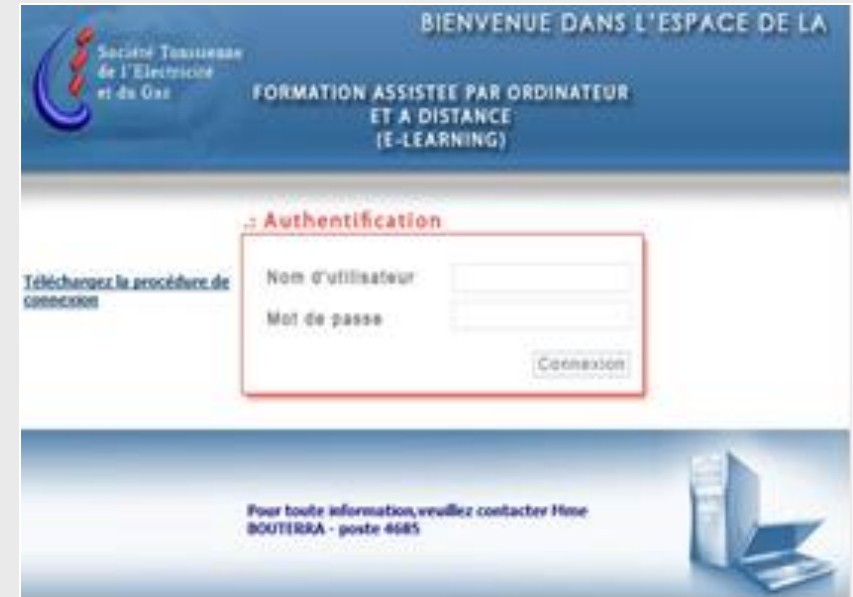 BIENVENUE DANS L'ESPACE DE LA
Société Tunisienne
de l'Electricité
et du Gaz
FORMATION ASSISTEE PAR ORDINATEUR
ET A DISTANCE
(E-LEARNING)
.: Authentification
Nom d'utilisateur
Mot de passe
Connexion
Téléchargez la procédure de
connexion
Pour toute information,veuillez contacter Mme
BOUTERRA - poste 4685